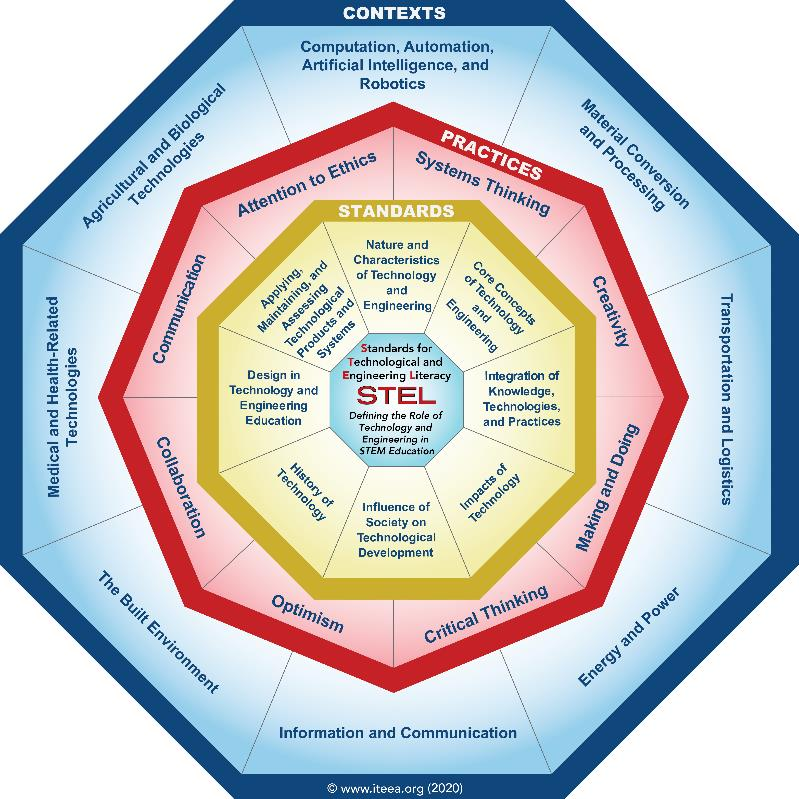 CONTEXTS
Computation, Automation,
Artificial Intelligence, and
Robotics
Material Conversion
and Processing
Transportation and Logistics
Energy and Power
Information and Communication
The Built Environment
Medical and Health-Related
Technologies
Agricultural and Biological
Technologies
PRACTICES
Systems Thinking
Creativity
Making and Doing
Critical Thinking
Optimism
Collaboration
Communication
Attention to Ethics
STANDARDS
Nature and
Characteristics
of Technology
and
Engineering
Core Concepts
of Technology
and
Engineering
Integration of
Knowledge,
Technologies,
and Practices
Impacts of
Technology
Influence of
Society on
Technological
Development
History of
Technology
Design in
Technology and
Engineering
Education
Applying,
Maintaining, and
Assessing
Technological
Products and
Systems
Standards for
Technological and
Engineering Literacy
STEL
Defining the Role of
Technology and
Engineering in
STEM Education
© www.iteea.org (2020)